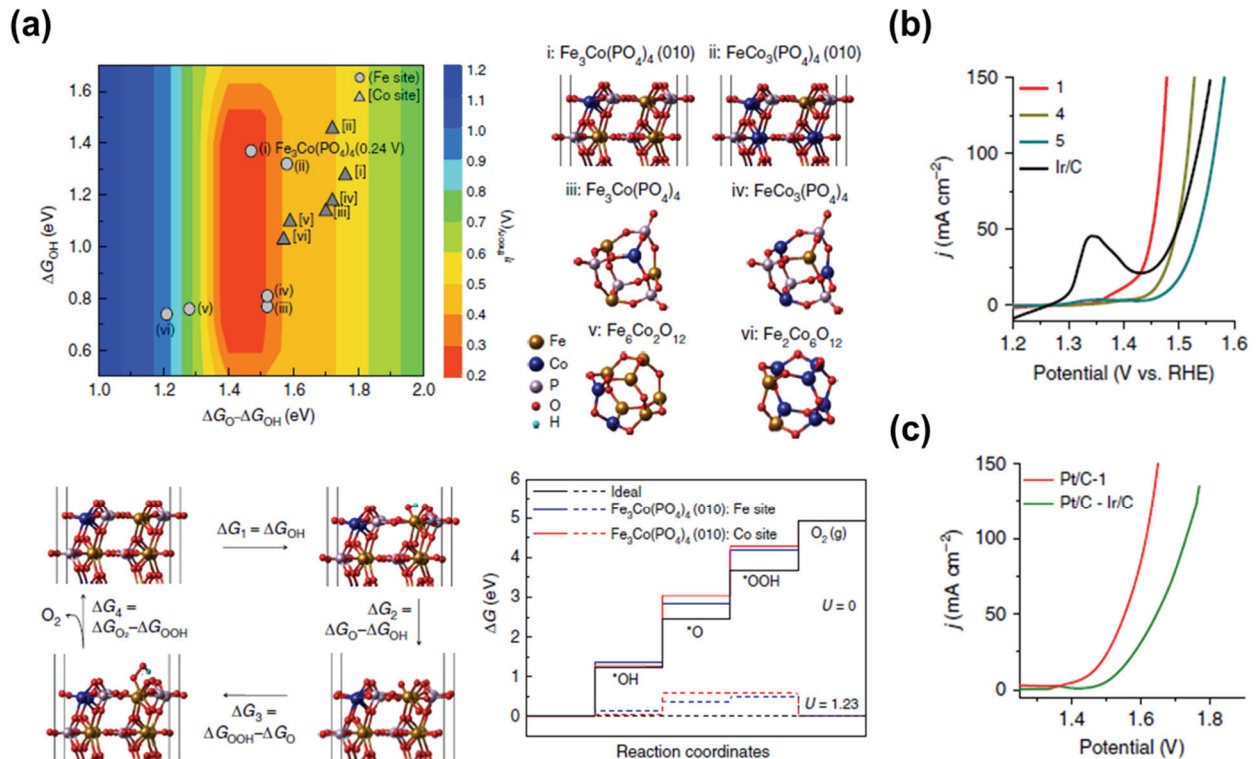 (a)
(Fe site)
[Co site]
1.6
1.4
1.2
1.0
0.8
0.6
ΔG_OH (eV)
1.0 1.2 1.4 1.6 1.8 2.0
ΔG_O–ΔG_OH (eV)
[ii]
(i) Fe₃Co(PO₄)₄(0.24 V)
(ii)
[i]
[iv]
[v]
[iii]
[vi]
(iv)
(v)
(iii)
(vi)
1.2
1.1
1.0
0.9
0.8
0.7
0.6
0.5
0.4
0.3
0.2
η^theory (V)
i: Fe₃Co(PO₄)₄ (010)
ii: FeCo₃(PO₄)₄ (010)
iii: Fe₃Co(PO₄)₄
iv: FeCo₃(PO₄)₄
v: Fe₆Co₂O₁₂
vi: Fe₂Co₆O₁₂
Fe
Co
P
O
H
(b)
150
100
50
0
j (mA cm⁻²)
1
4
5
Ir/C
1.2 1.3 1.4 1.5 1.6
Potential (V vs. RHE)
ΔG₁ = ΔG_OH
ΔG₂ =
ΔG_O–ΔG_OH
ΔG₃ =
ΔG_OOH–ΔG_O
ΔG₄ =
ΔG_O₂–ΔG_OOH
O₂
6
5
4
3
2
1
0
ΔG (eV)
Ideal
Fe₃Co(PO₄)₄ (010): Fe site
Fe₃Co(PO₄)₄ (010): Co site
O₂ (g)
*OOH
U = 0
*O
*OH
U = 1.23
Reaction coordinates
(c)
150
100
50
0
j (mA cm⁻²)
Pt/C-1
Pt/C - Ir/C
1.4 1.6 1.8
Potential (V)